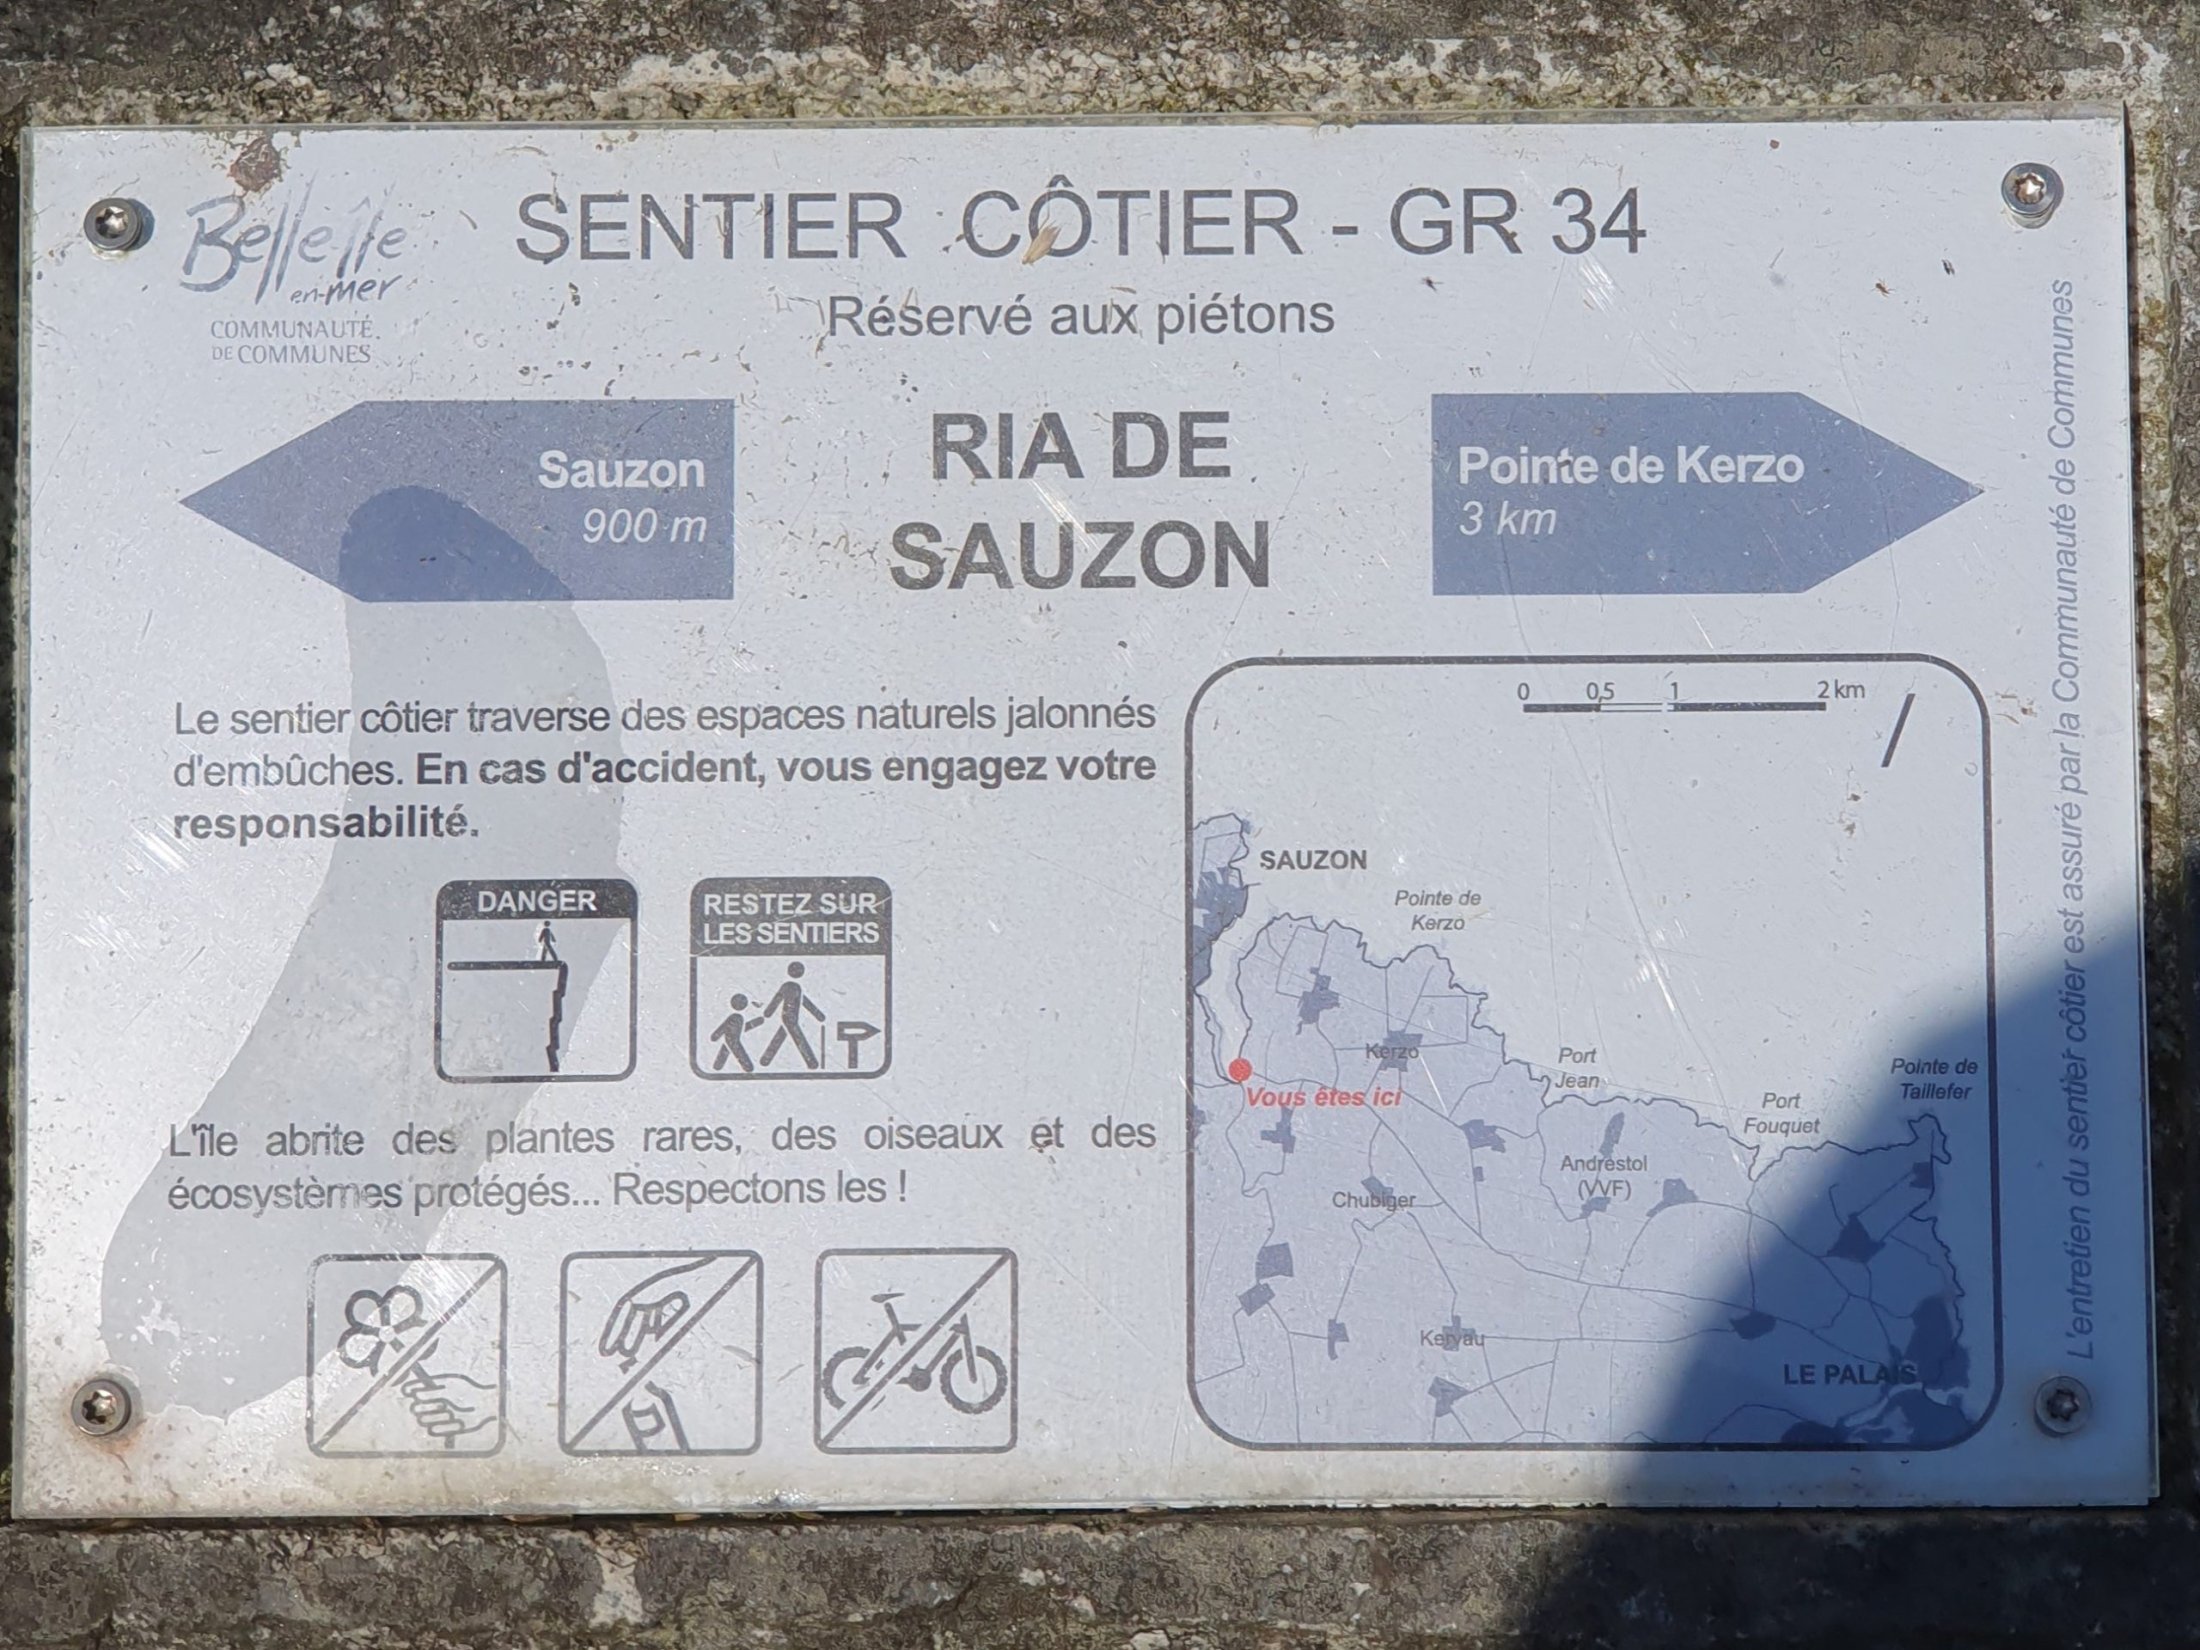 Belle île
en-mer
COMMUNAUTÉ
DE COMMUNES
SENTIER CÔTIER - GR 34
Réservé aux piétons
Sauzon
900 m
RIA DE
SAUZON
Pointe de Kerzo
3 km
Le sentier côtier traverse des espaces naturels jalonnés
d'embûches. En cas d'accident, vous engagez votre
responsabilité.
DANGER
RESTEZ SUR
LES SENTIERS
L'île abrite des plantes rares, des oiseaux et des
écosystèmes protégés... Respectons les !
0 0,5 1 2 km
SAUZON
Pointe de
Kerzo
Kerzo
Vous êtes ici
Port
Jean
Port
Fouquet
Pointe de
Taillefer
Andrestol
(VVF)
Chubiger
Kervau
LE PALAIS
L'entretien du sentier côtier est assuré par la Communauté de Communes